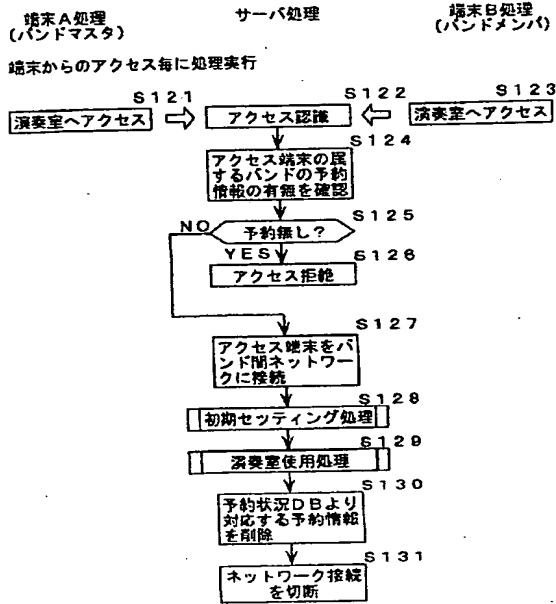 端末A処理
(バンドマスタ)
サーバ処理
端末B処理
(バンドメンバ)
端末からのアクセス毎に処理実行
S121
演奏室へアクセス
S122
アクセス認識
S123
演奏室へアクセス
S124
アクセス端末の属
するバンドの予約
情報の有無を確認
S125
予約無し?
NO
YES
S126
アクセス拒絶
S127
アクセス端末をバ
ンド間ネットワー
クに接続
S128
初期セッティング処理
S129
演奏室使用処理
S130
予約状況DBより
対応する予約情報
を削除
S131
ネットワーク接続
を切断